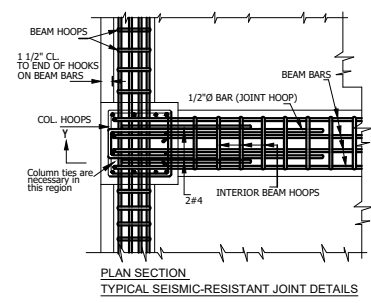 BEAM HOOPS
1 1/2" CL.
TO END OF HOOKS
ON BEAM BARS
BEAM BARS
1/2"Ø BAR (JOINT HOOP)
COL. HOOPS
Y
Column ties are
necessary in
this region
2#4
INTERIOR BEAM HOOPS
PLAN SECTION
TYPICAL SEISMIC-RESISTANT JOINT DETAILS